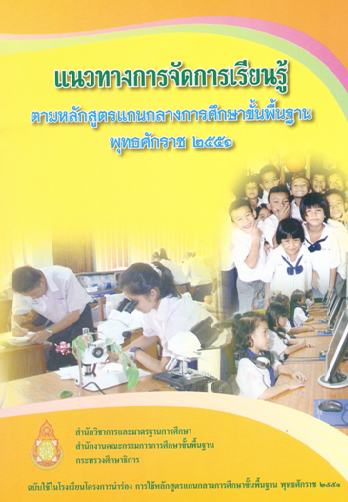 แนวทางการจัดการเรียนรู้
ตามหลักสูตรแกนกลางการศึกษาขั้นพื้นฐาน
พุทธศักราช ๒๕๕๑
สำนักวิชาการและมาตรฐานการศึกษา
สำนักงานคณะกรรมการการศึกษาขั้นพื้นฐาน
กระทรวงศึกษาธิการ
ฉบับใช้ในโรงเรียนโครงการนำร่อง การใช้หลักสูตรแกนกลางการศึกษาขั้นพื้นฐาน พุทธศักราช ๒๕๕๑